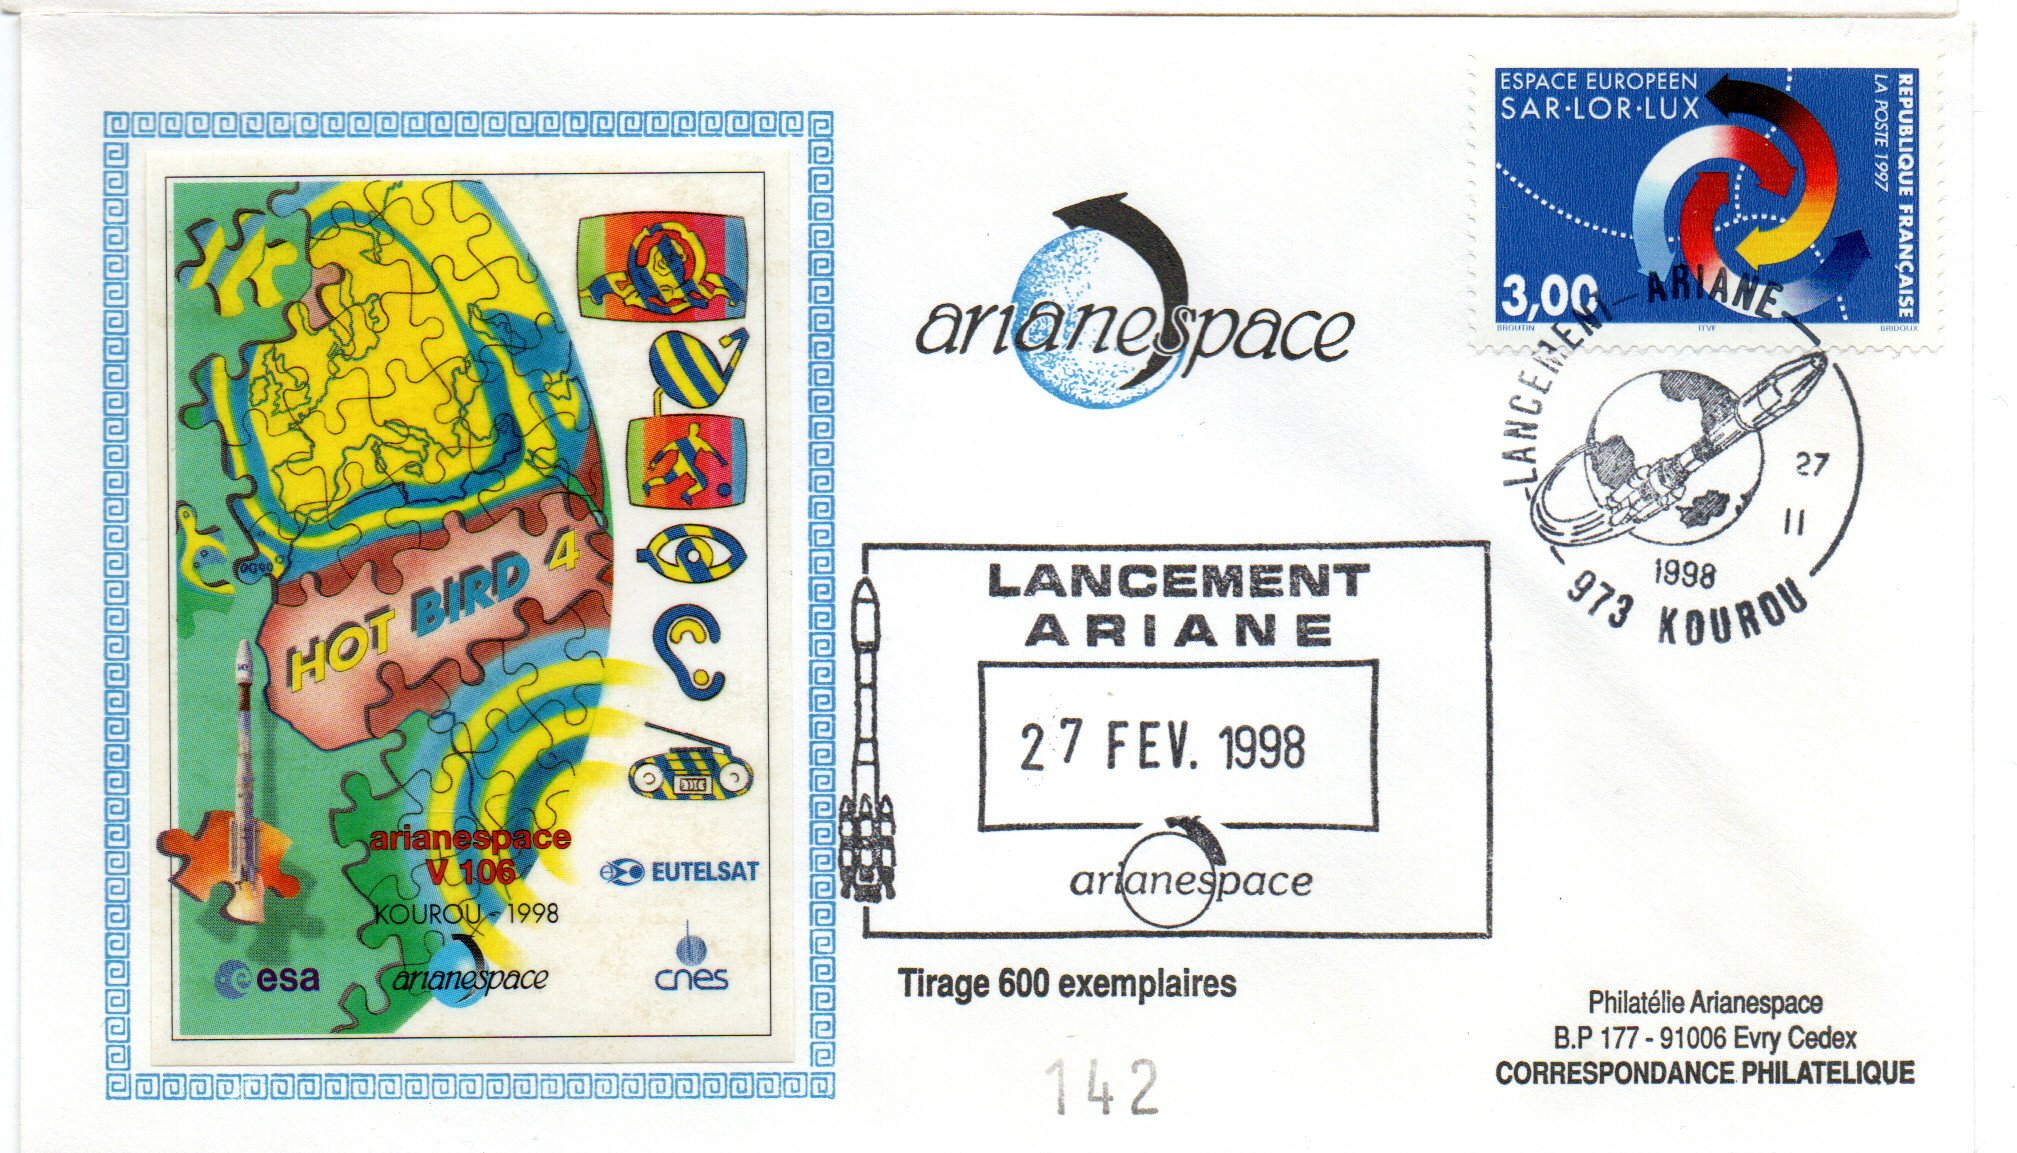 HOT BIRD 4
arianespace
V 106
KOUROU - 1998
EUTELSAT
esa
arianespace
cnes
arianespace
ESPACE EUROPEEN
SAR·LOR·LUX
REPUBLIQUE FRANÇAISE
LA POSTE 1997
3,00
BROUTIN
ITVF
BRIDOUX
LANCEMENT - ARIANE
27
11
1998
973 KOUROU
LANCEMENT
ARIANE
27 FEV. 1998
arianespace
Tirage 600 exemplaires
142
Philatélie Arianespace
B.P 177 - 91006 Evry Cedex
CORRESPONDANCE PHILATELIQUE